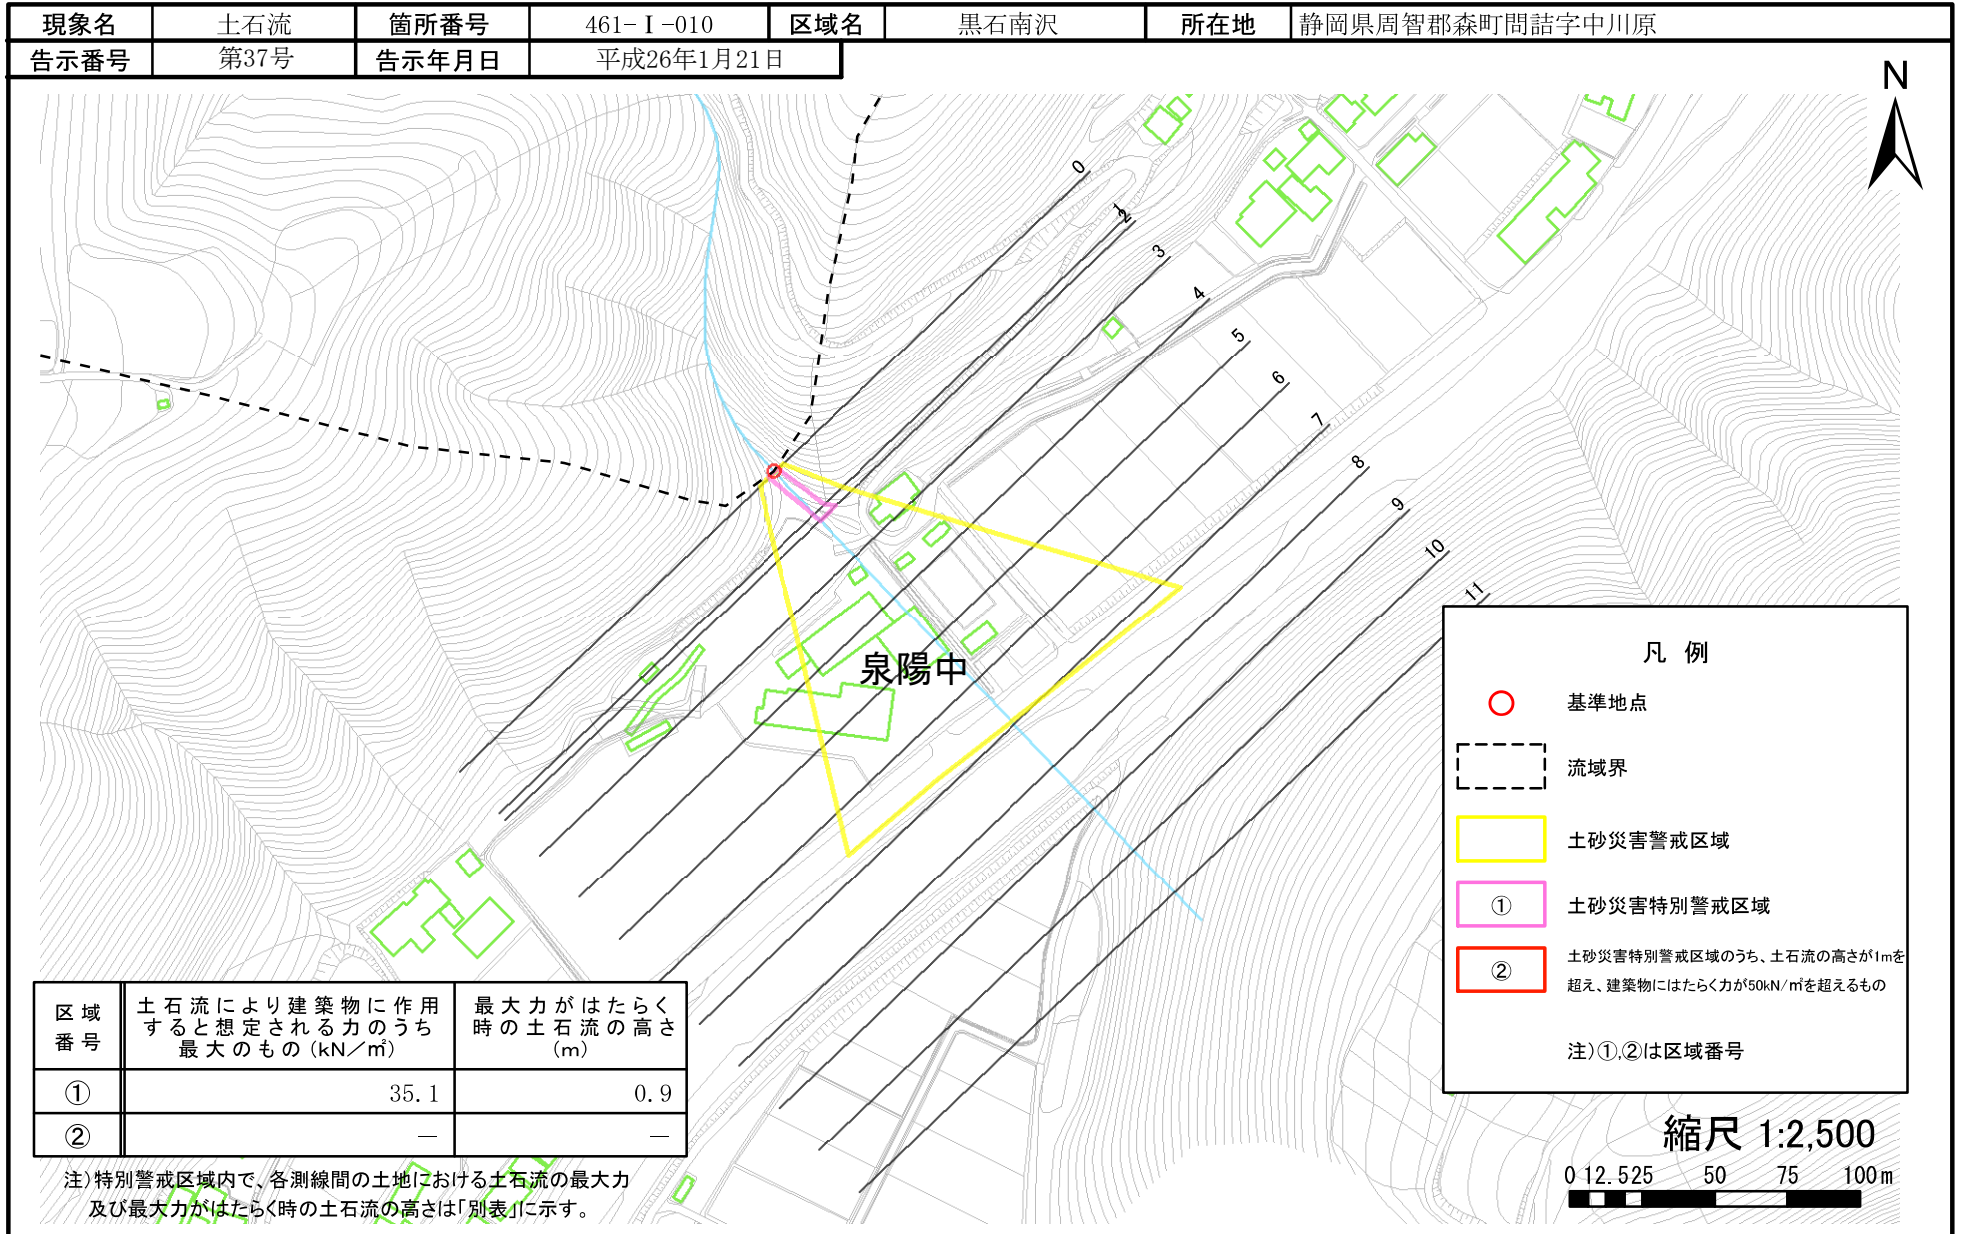 現象名 土石流 箇所番号 461-Ⅰ-010 区域名 黒石南沢 所在地 静岡県周智郡森町問詰字中川原
告示番号 第37号 告示年月日 平成26年1月21日
N
0
1
2
3
4
5
6
7
8
9
10
11
泉陽中
凡 例
基準地点
流域界
土砂災害警戒区域
① 土砂災害特別警戒区域
② 土砂災害特別警戒区域のうち、土石流の高さが1mを
超え、建築物にはたらく力が50kN/㎡を超えるもの
注)①,②は区域番号
区域
番号
土石流により建築物に作用
すると想定される力のうち
最大のもの(kN/㎡)
最大力がはたらく
時の土石流の高さ
(m)
① 35.1 0.9
② － －
注)特別警戒区域内で、各測線間の土地における土石流の最大力
及び最大力がはたらく時の土石流の高さは「別表」に示す。
縮尺 1:2,500
0 12.5 25 50 75 100m